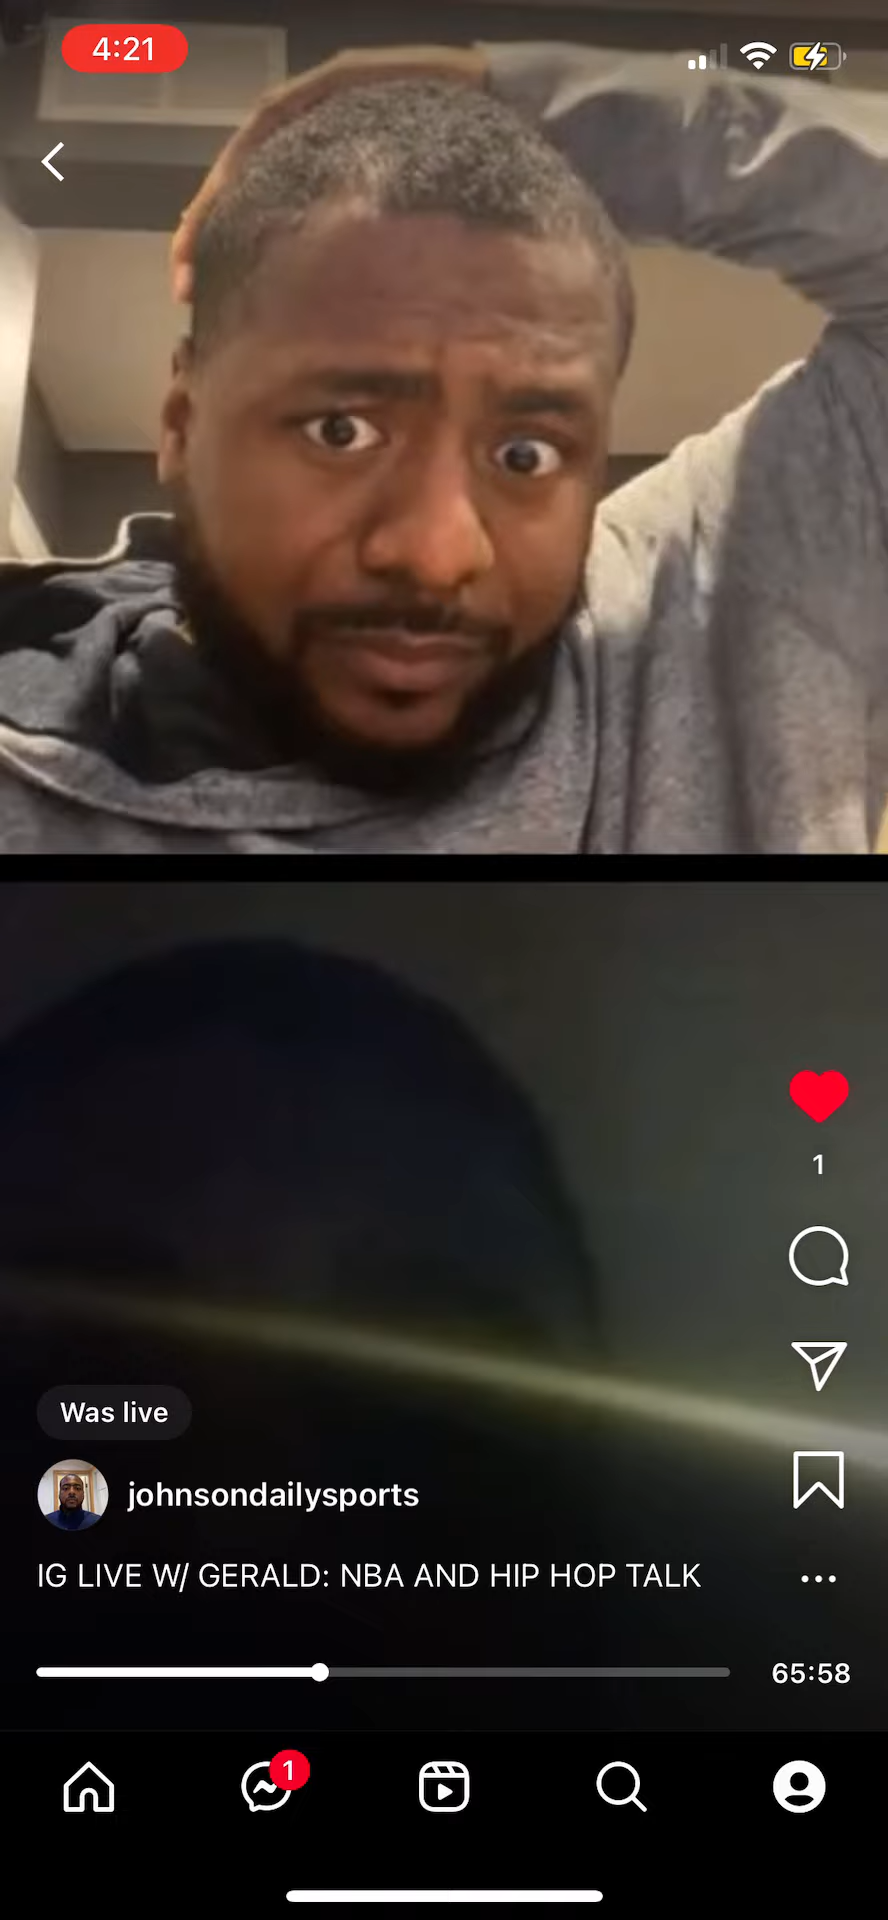 4:21
1
Was live
johnsondailysports
IG LIVE W/ GERALD: NBA AND HIP HOP TALK
65:58
1